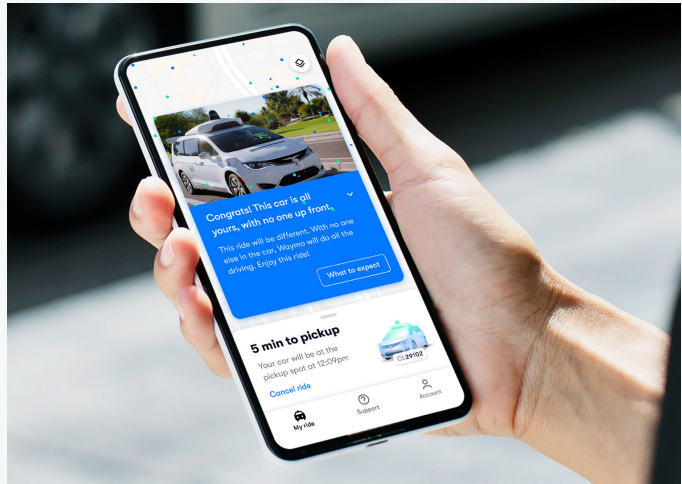 Congrats! This car is all
yours, with no one up front.
This ride will be different. With no one
else in the car, Waymo will do all the
driving. Enjoy this ride!
What to expect
5 min to pickup
Your car will be at the
pickup spot at 12:09pm
CL29102
Cancel ride
My ride
Support
Account